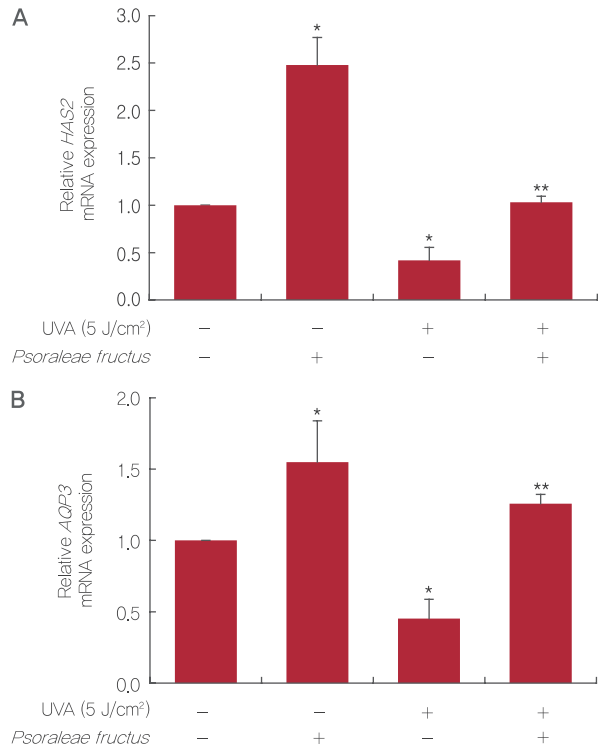 A
3.0
2.5
2.0
1.5
1.0
0.5
0.0
Relative HAS2
mRNA expression
*
*
**
UVA (5 J/cm²) − − + +
Psoraleae fructus − + − +
B
2.0
1.5
1.0
0.5
0.0
Relative AQP3
mRNA expression
*
*
**
UVA (5 J/cm²) − − + +
Psoraleae fructus − + − +